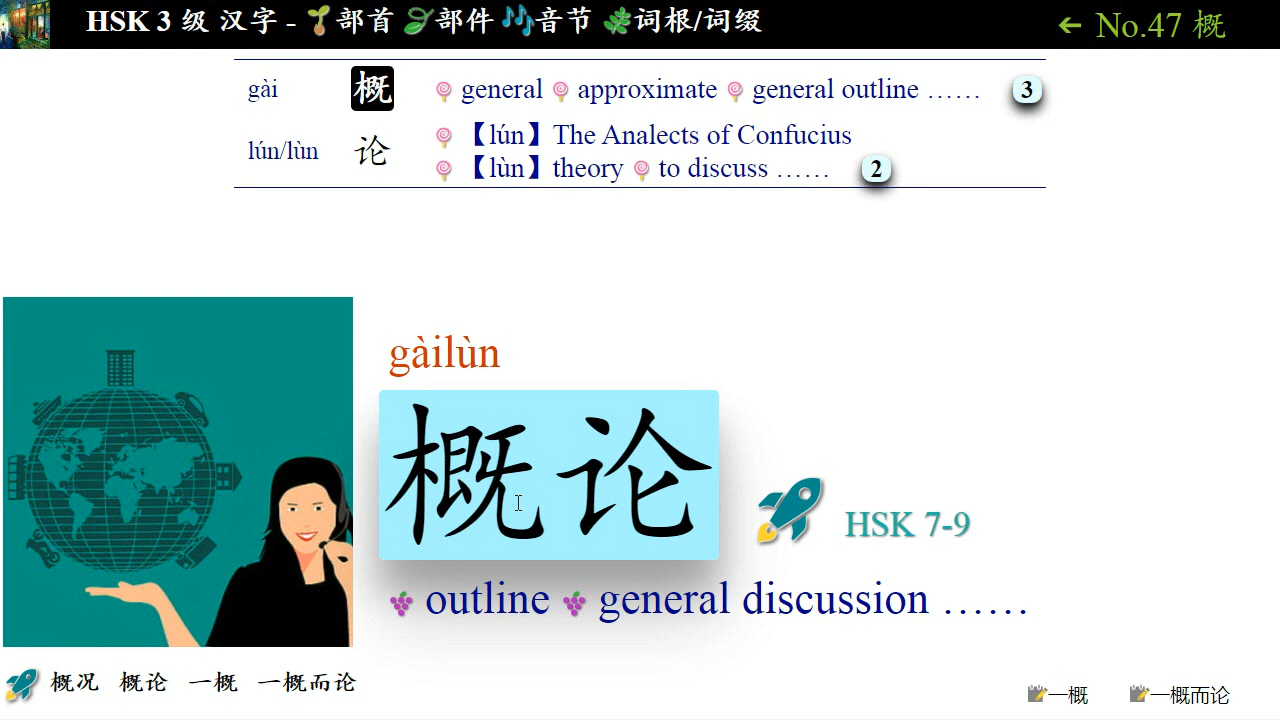 HSK 3 级 汉字 - 部首 部件 音节 词根/词缀
← No.47 概
gài 概 general approximate general outline …… 3
lún/lùn 论 【lún】The Analects of Confucius
【lùn】theory to discuss …… 2
gàilùn
概论
HSK 7-9
outline general discussion ……
概况 概论 一概 一概而论
一概 一概而论